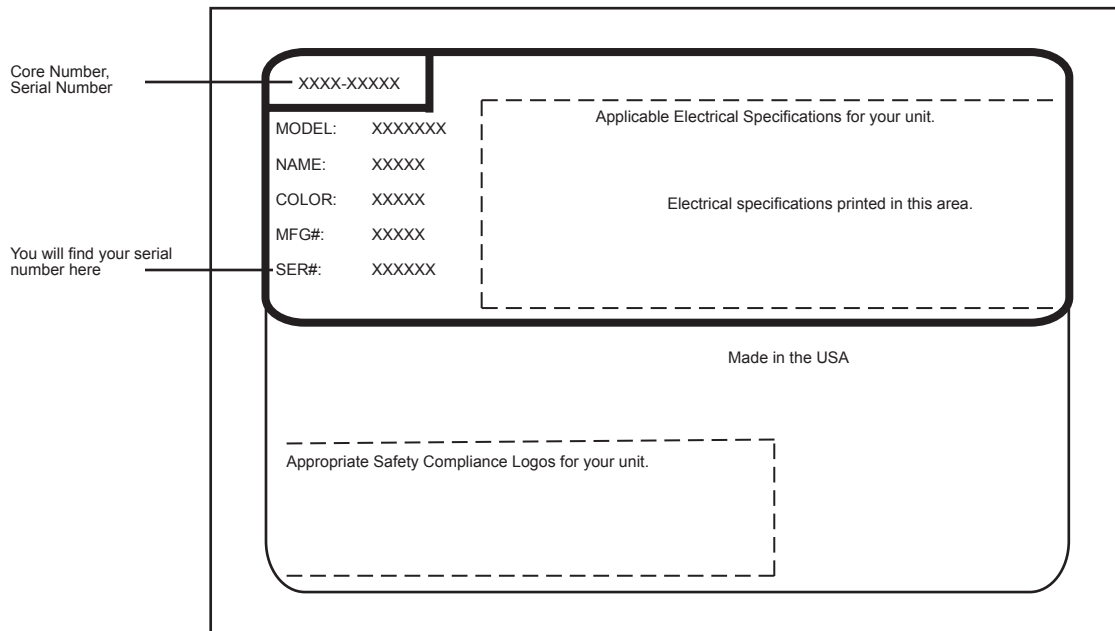 Core Number,
Serial Number
XXXX-XXXXX
MODEL: XXXXXXX
NAME: XXXXX
COLOR: XXXXX
MFG#: XXXXX
You will find your serial
number here
SER#: XXXXXX
Applicable Electrical Specifications for your unit.
Electrical specifications printed in this area.
Made in the USA
Appropriate Safety Compliance Logos for your unit.